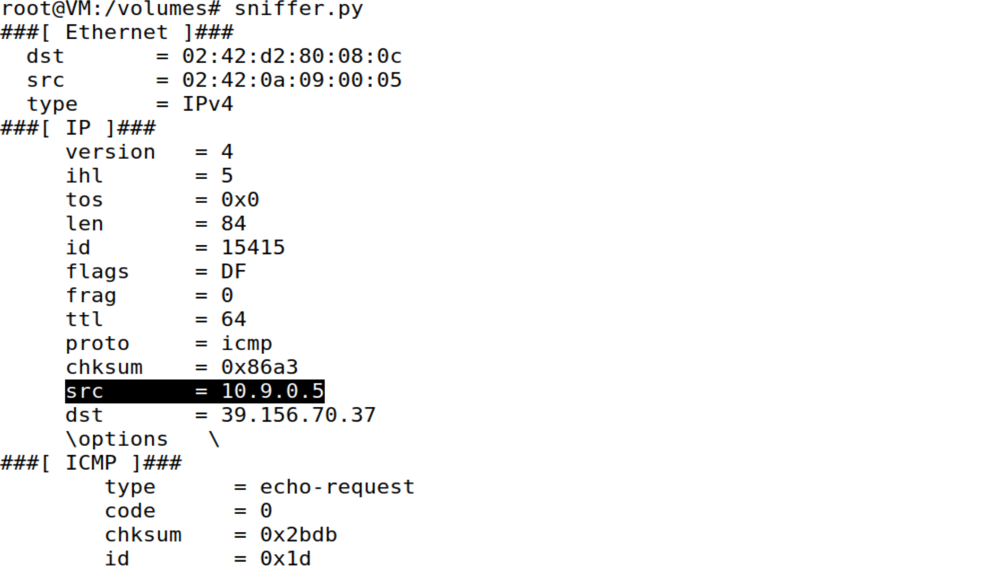 root@VM:/volumes# sniffer.py
###[ Ethernet ]###
  dst       = 02:42:d2:80:08:0c
  src       = 02:42:0a:09:00:05
  type      = IPv4
###[ IP ]###
     version   = 4
     ihl       = 5
     tos       = 0x0
     len       = 84
     id        = 15415
     flags     = DF
     frag      = 0
     ttl       = 64
     proto     = icmp
     chksum    = 0x86a3
     src       = 10.9.0.5
     dst       = 39.156.70.37
     \options   \
###[ ICMP ]###
        type      = echo-request
        code      = 0
        chksum    = 0x2bdb
        id        = 0x1d